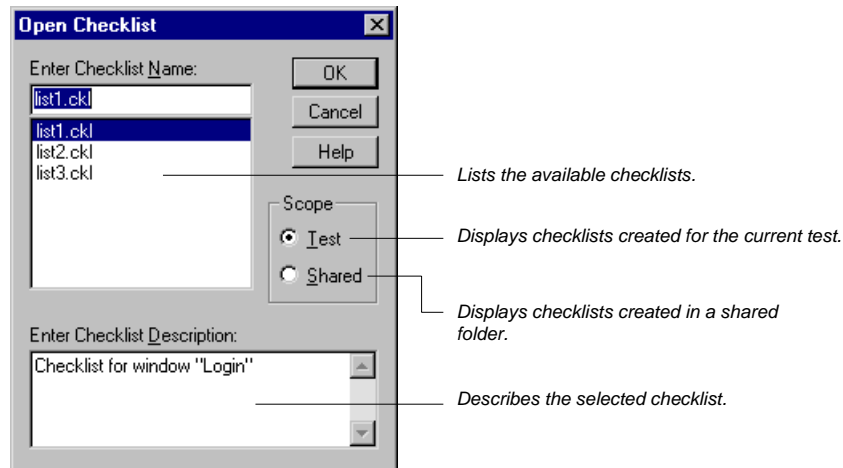 Open Checklist
Enter Checklist Name:
list1.ckl
list1.ckl
list2.ckl
list3.ckl
OK
Cancel
Help
Scope
Test
Shared
Enter Checklist Description:
Checklist for window "Login"
Lists the available checklists.
Displays checklists created for the current test.
Displays checklists created in a shared
folder.
Describes the selected checklist.